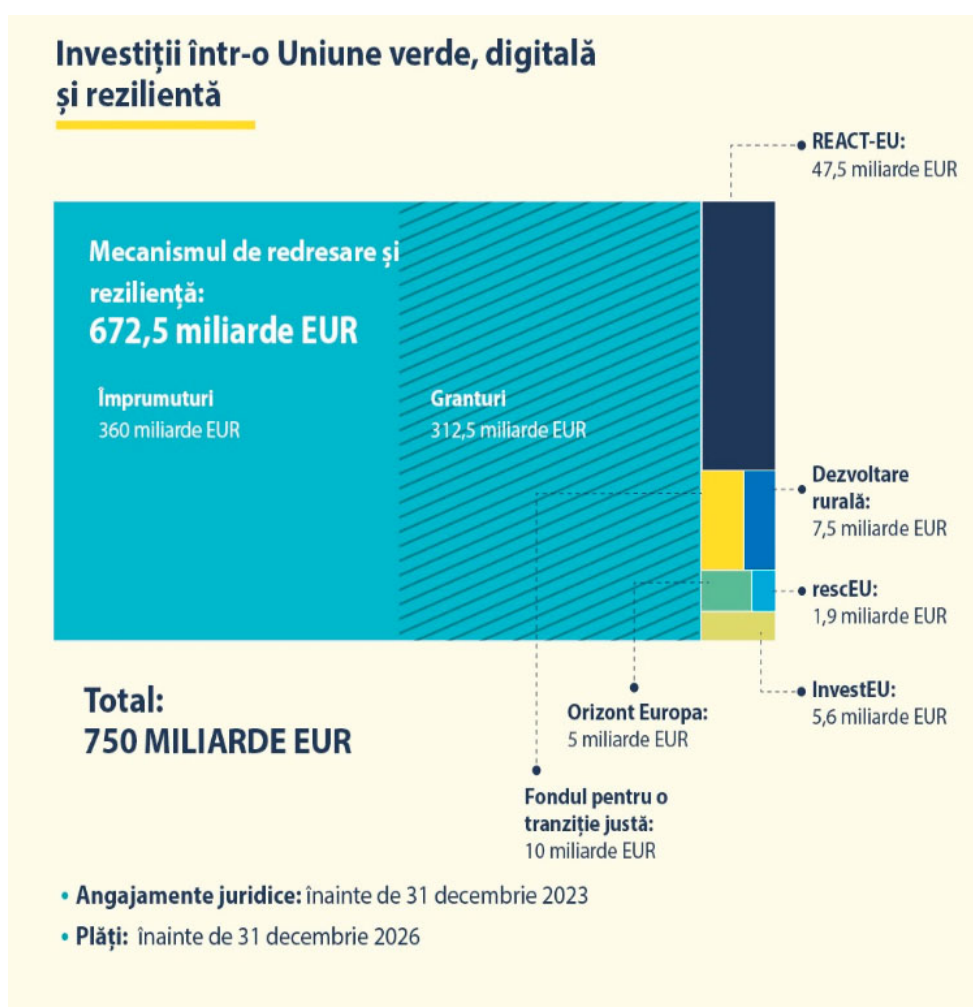 Investiții într-o Uniune verde, digitală
și rezilientă
REACT-EU:
47,5 miliarde EUR
Mecanismul de redresare și
reziliență:
672,5 miliarde EUR
Împrumuturi
360 miliarde EUR
Granturi
312,5 miliarde EUR
Dezvoltare
rurală:
7,5 miliarde EUR
rescEU:
1,9 miliarde EUR
InvestEU:
5,6 miliarde EUR
Orizont Europa:
5 miliarde EUR
Fondul pentru o
tranziție justă:
10 miliarde EUR
Total:
750 MILIARDE EUR
• Angajamente juridice: înainte de 31 decembrie 2023
• Plăți: înainte de 31 decembrie 2026